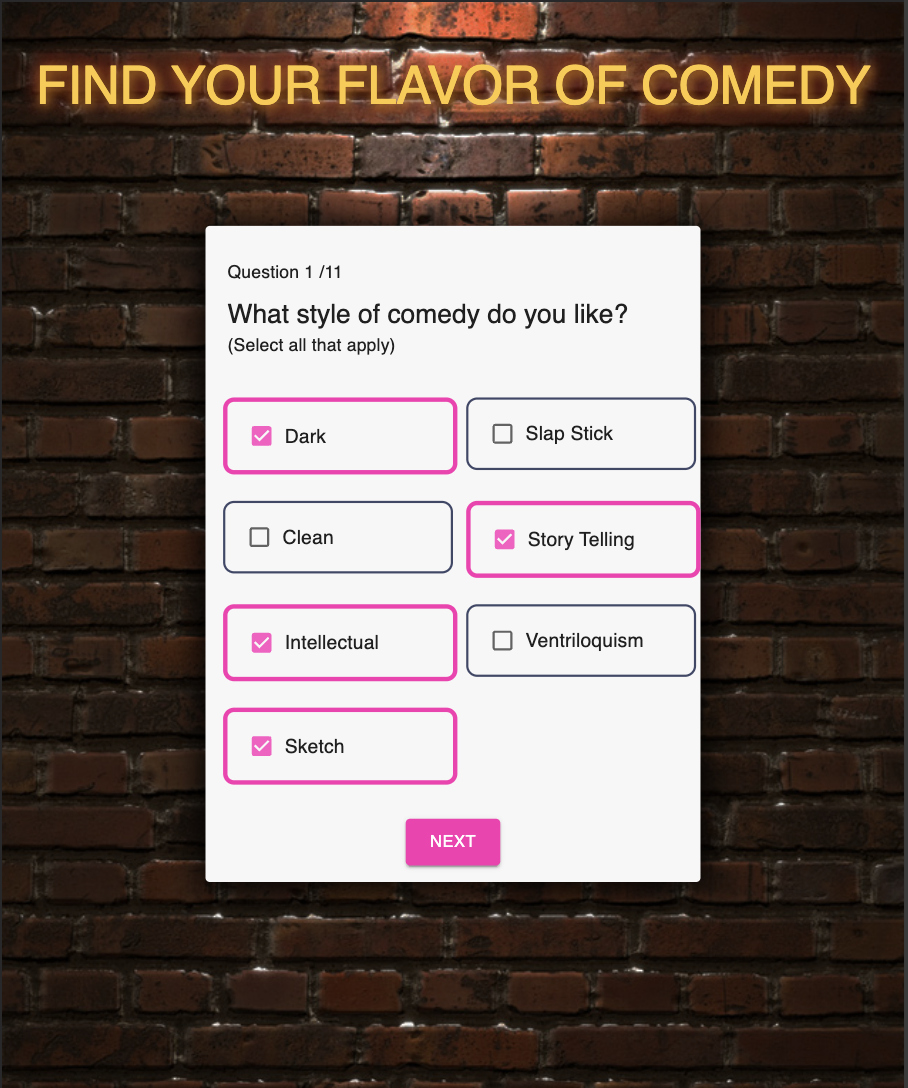 FIND YOUR FLAVOR OF COMEDY
Question 1 /11
What style of comedy do you like?
(Select all that apply)
Dark
Slap Stick
Clean
Story Telling
Intellectual
Ventriloquism
Sketch
NEXT